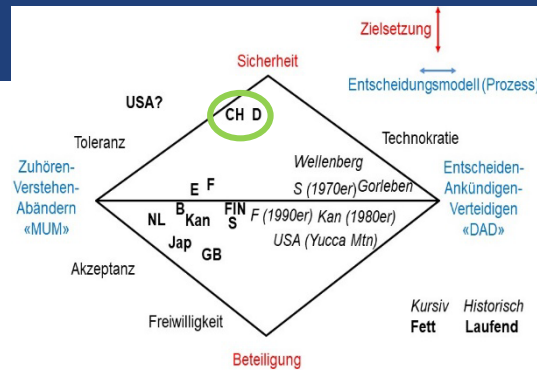 Zielsetzung
Sicherheit
Entscheidungsmodell (Prozess)
USA?
CH D
Toleranz
Technokratie
Wellenberg
Zuhören-
Verstehen-
Abändern
«MUM»
E F
S (1970er) Gorleben
Entscheiden-
Ankündigen-
Verteidigen
«DAD»
NL B Kan FIN
S
F (1990er) Kan (1980er)
Jap GB
USA (Yucca Mtn)
Akzeptanz
Freiwilligkeit
Kursiv Historisch
Fett Laufend
Beteiligung